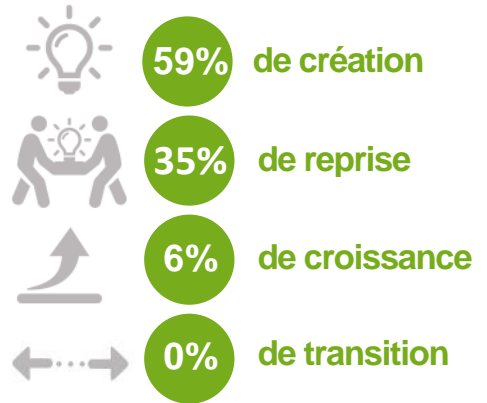 59% de création
35% de reprise
6% de croissance
0% de transition